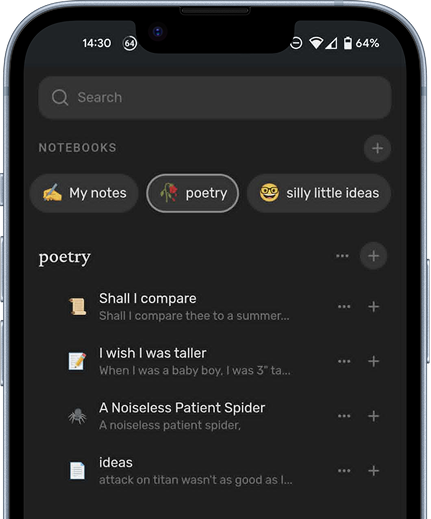 14:30 64 64%
Search
NOTEBOOKS
My notes poetry silly little ideas
poetry
Shall I compare
Shall I compare thee to a summer...
I wish I was taller
When I was a baby boy, I was 3" ta...
A Noiseless Patient Spider
A noiseless patient spider,
ideas
attack on titan wasn't as good as I...